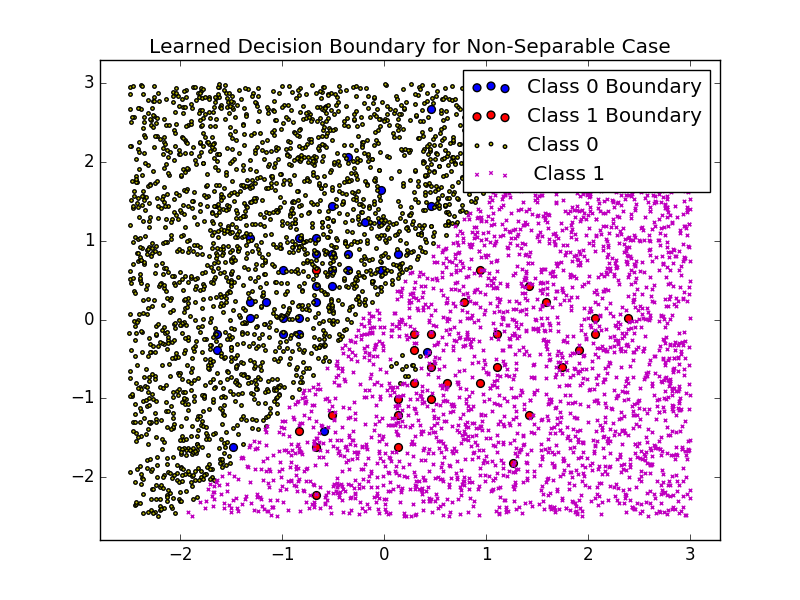 Learned Decision Boundary for Non-Separable Case
Class 0 Boundary
Class 1 Boundary
Class 0
Class 1
3
2
1
0
−1
−2
−2 −1 0 1 2 3